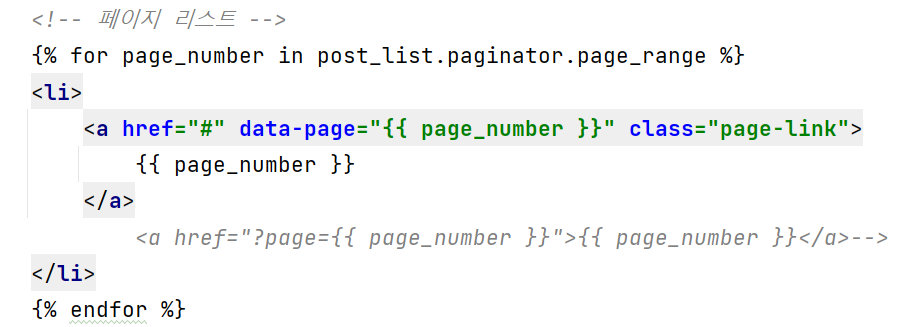 <!-- 페이지 리스트 -->
{% for page_number in post_list.paginator.page_range %}
<li>
<a href="#" data-page="{{ page_number }}" class="page-link">
{{ page_number }}
</a>
<a href="?page={{ page_number }}">{{ page_number }}</a>-->
</li>
{% endfor %}